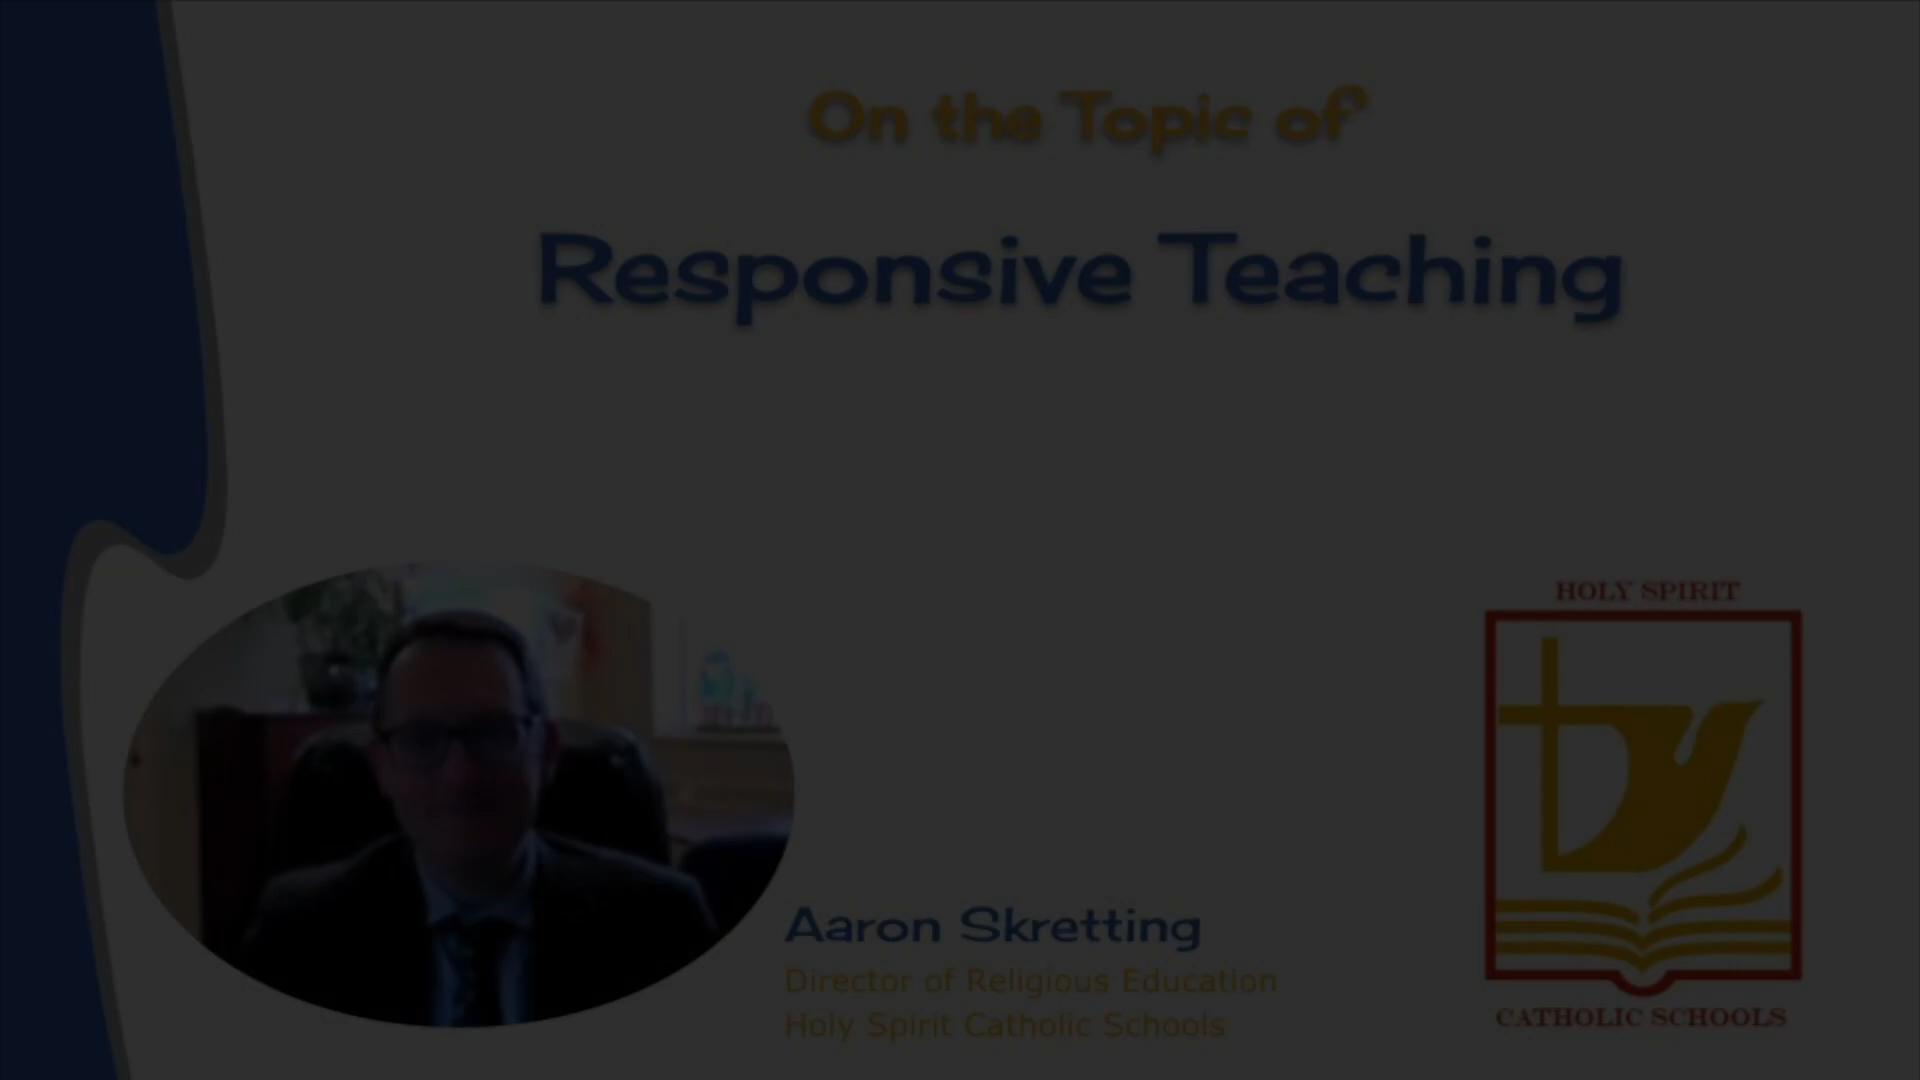 On the Topic of
Responsive Teaching
HOLY SPIRIT
Aaron Skretting
Director of Religious Education
Holy Spirit Catholic Schools
CATHOLIC SCHOOLS